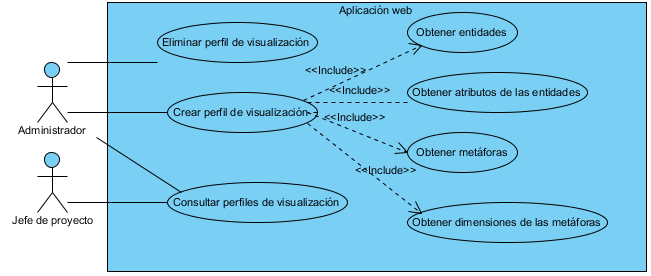 Aplicación web
Eliminar perfil de visualización
Obtener entidades
<<Include>>
<<Include>>
Obtener atributos de las entidades
Crear perfil de visualización
<<Include>>
Administrador
Obtener metáforas
<<Include>>
Consultar perfiles de visualización
Jefe de proyecto
Obtener dimensiones de las metáforas